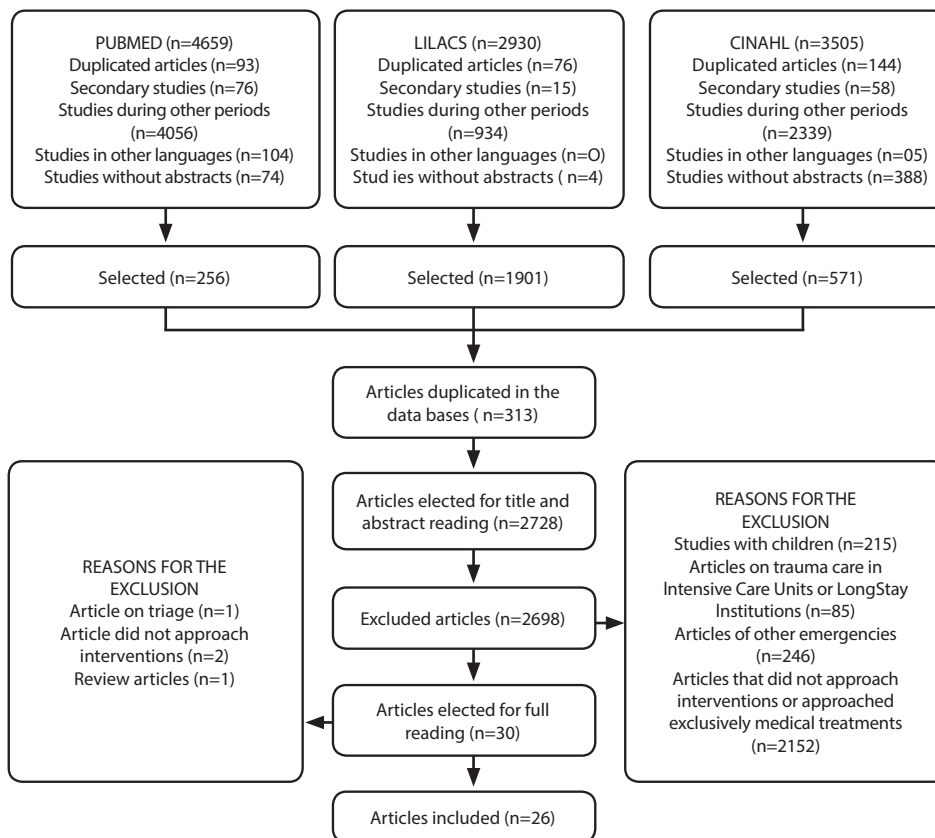 PUBMED (n=4659)
Duplicated articles (n=93)
Secondary studies (n=76)
Studies during other periods
(n=4056)
Studies in other languages (n=104)
Studies without abstracts (n=74)
LILACS (n=2930)
Duplicated articles (n=76)
Secondary studies (n=15)
Studies during other periods
(n=934)
Studies in other languages (n=O)
Stud ies without abstracts ( n=4)
CINAHL (n=3505)
Duplicated articles (n=144)
Secondary studies (n=58)
Studies during other periods
(n=2339)
Studies in other languages (n=05)
Studies without abstracts (n=388)
Selected (n=256)
Selected (n=1901)
Selected (n=571)
Articles duplicated in the
data bases ( n=313)
Articles elected for title and
abstract reading (n=2728)
Excluded articles (n=2698)
REASONS FOR THE
EXCLUSION
Studies with children (n=215)
Articles on trauma care in
Intensive Care Units or LongStay
Institutions (n=85)
Articles of other emergencies
(n=246)
Articles that did not approach
interventions or approached
exclusively medical treatments
(n=2152)
Articles elected for full
reading (n=30)
REASONS FOR THE
EXCLUSION
Article on triage (n=1)
Article did not approach
interventions (n=2)
Review articles (n=1)
Articles included (n=26)